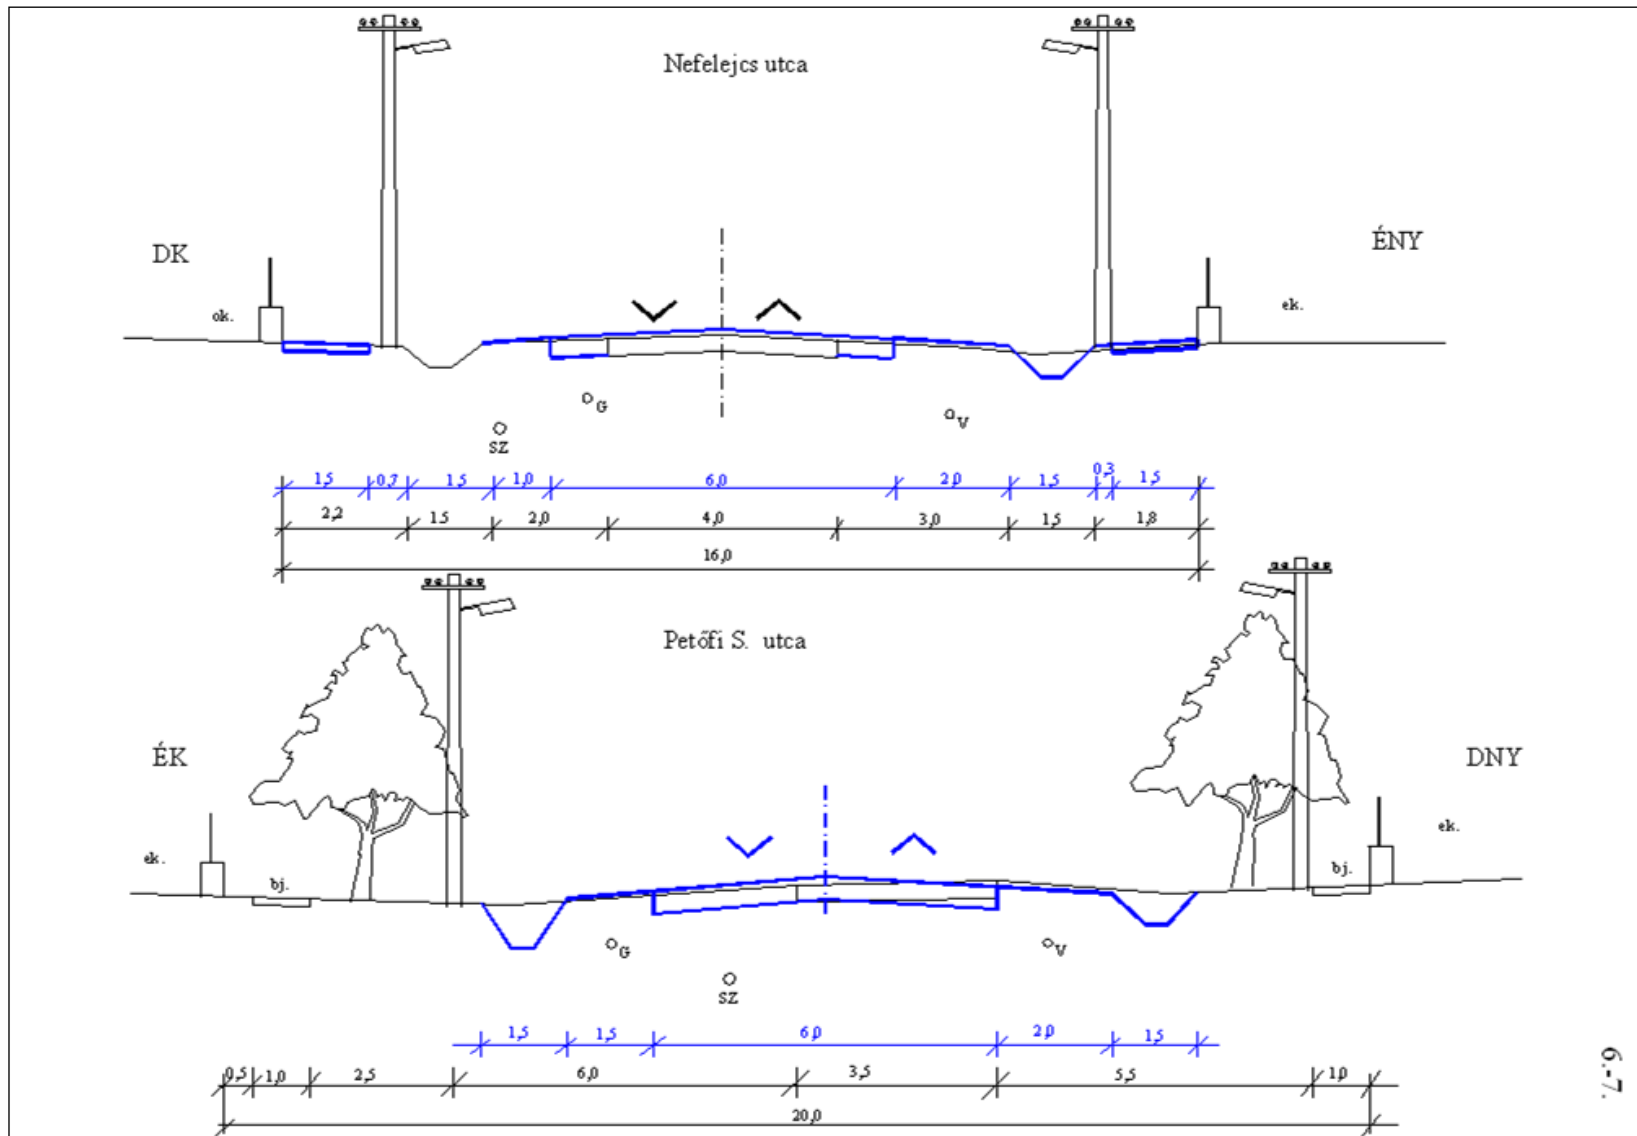 Nefelejcs utca
DK
ÉNY
ok.
ek.
G
V
SZ
1,5 0,7 1,5 1,0 6,0 2,0 1,5 0,3 1,5
2,2 1,5 2,0 4,0 3,0 1,5 1,8
16,0
Petőfi S. utca
ÉK
DNY
ek.
bj.
bj.
ek.
G
V
SZ
1,5 1,5 6,0 2,0 1,5
0,5 1,0 2,5 6,0 3,5 5,5 1,0
20,0
6.-7.